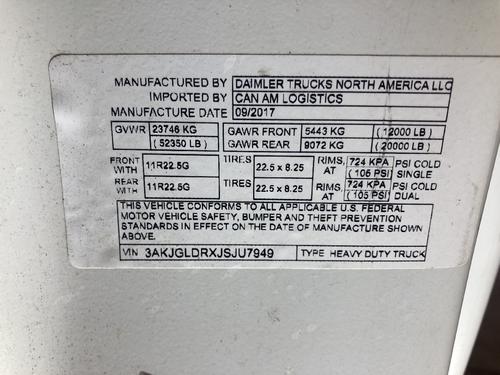 MANUFACTURED BY DAIMLER TRUCKS NORTH AMERICA LLC
IMPORTED BY CAN AM LOGISTICS
MANUFACTURE DATE 09/2017
GVWR 23746 KG GAWR FRONT 5443 KG (12000 LB)
(52350 LB) GAWR REAR 9072 KG (20000 LB)
FRONT WITH 11R22.5G TIRES 22.5 x 8.25 RIMS, AT 724 KPA (105 PSI) PSI COLD SINGLE
REAR WITH 11R22.5G TIRES 22.5 x 8.25 RIMS, AT 724 KPA (105 PSI) PSI COLD DUAL
THIS VEHICLE CONFORMS TO ALL APPLICABLE U.S. FEDERAL
MOTOR VEHICLE SAFETY, BUMPER AND THEFT PREVENTION
STANDARDS IN EFFECT ON THE DATE OF MANUFACTURE SHOWN
ABOVE.
VIN 3AKJGLDRXJSJU7949 TYPE HEAVY DUTY TRUCK